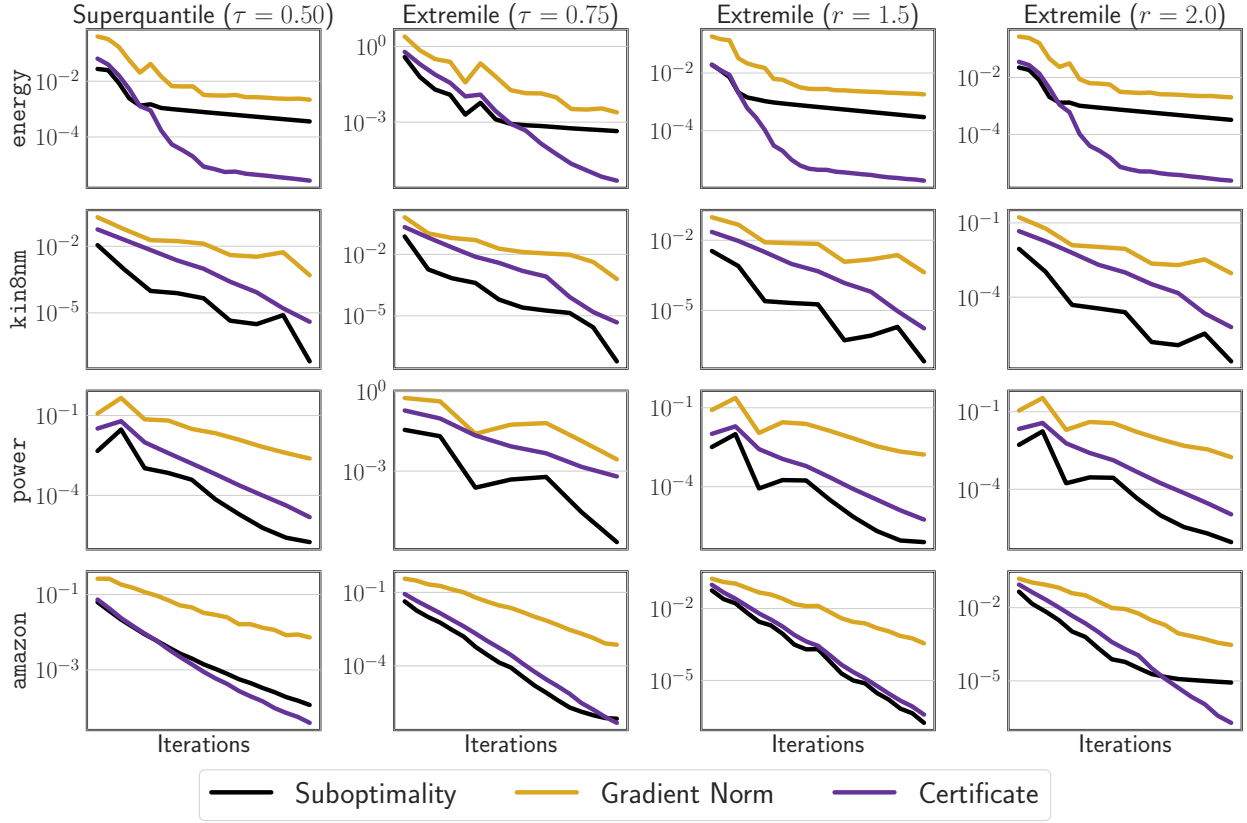 Superquantile (τ = 0.50)
Extremile (τ = 0.75)
Extremile (r = 1.5)
Extremile (r = 2.0)
energy
10⁻²
10⁻⁴
10⁰
10⁻³
10⁻²
10⁻⁴
10⁻²
10⁻⁴
kin8nm
10⁻²
10⁻⁵
10⁻²
10⁻⁵
10⁻²
10⁻⁵
10⁻¹
10⁻⁴
power
10⁻¹
10⁻⁴
10⁰
10⁻³
10⁻¹
10⁻⁴
10⁻¹
10⁻⁴
amazon
10⁻¹
10⁻³
10⁻¹
10⁻⁴
10⁻²
10⁻⁵
10⁻²
10⁻⁵
Iterations
Iterations
Iterations
Iterations
Suboptimality
Gradient Norm
Certificate